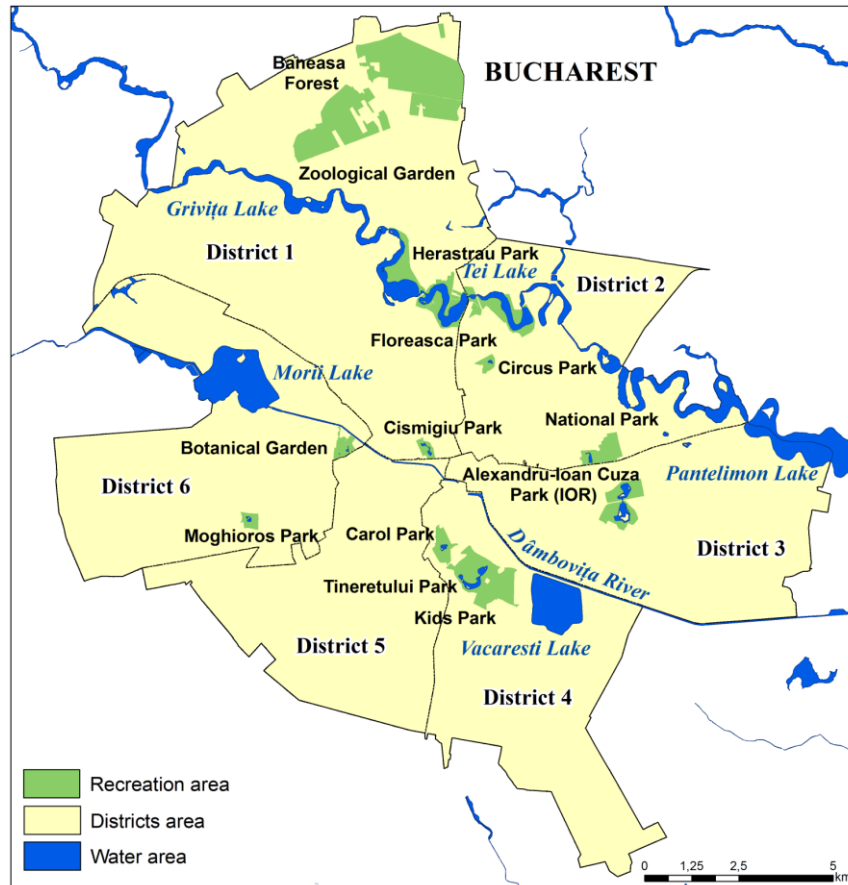 Baneasa
Forest
BUCHAREST
Zoological Garden
Grivița Lake
District 1
Herastrau Park
Tei Lake
District 2
Floreasca Park
Circus Park
Morii Lake
National Park
Cismigiu Park
Botanical Garden
Alexandru-Ioan Cuza
Park (IOR)
Pantelimon Lake
District 6
Moghioros Park
Carol Park
District 3
Dâmbovița River
Tineretului Park
Kids Park
District 5
Vacaresti Lake
District 4
Recreation area
Districts area
Water area
0 1,25 2,5 5
km